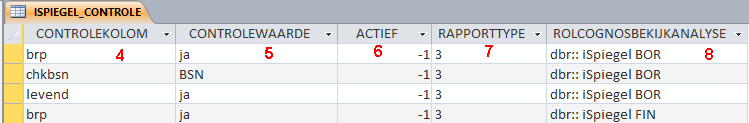 ISPIEGEL_CONTROLE
CONTROLEKOLOM CONTROLEWAARDE ACTIEF RAPPORTTYPE ROLCOGNOSBEKIJKANALYSE
brp 4 ja 5 6 -1 3 7 dbr:: iSpiegel BOR 8
chkbsn BSN -1 3 dbr:: iSpiegel BOR
levend ja -1 3 dbr:: iSpiegel BOR
brp ja -1 3 dbr:: iSpiegel FIN